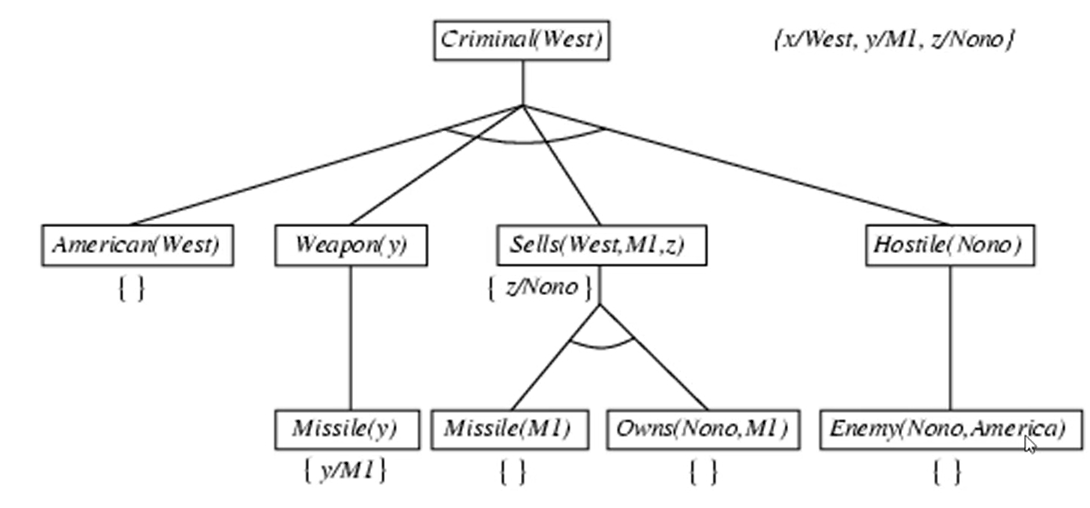 Criminal(West)
{x/West, y/M1, z/Nono}
American(West)
Weapon(y)
Sells(West,M1,z)
Hostile(Nono)
{ }
{ z/Nono }
Missile(y)
Missile(M1)
Owns(Nono,M1)
Enemy(Nono,America)
{ y/M1 }
{ }
{ }
{ }